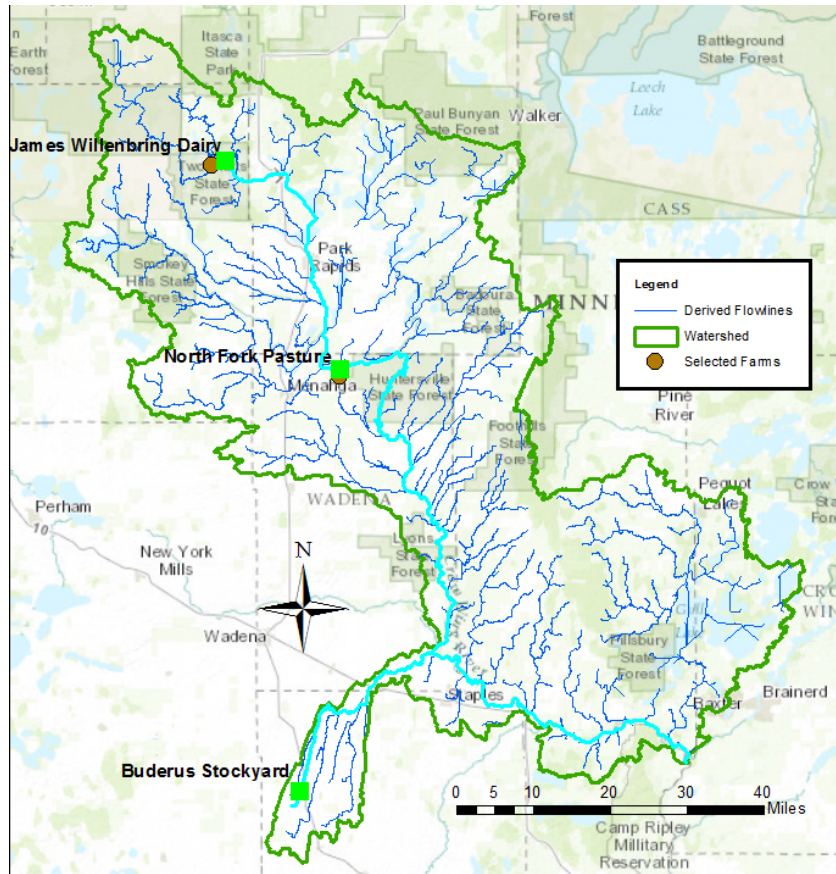 Itasca
State
Park
n
Earth
Forest
Forest
Battleground
State Forest
Leech
Lake
Paul Bunyan
State Forest
Walker
James Willenbring Dairy
State
Forest
CASS
Park
Rapids
Smokey
Hills State
Forest
Badoura
State
Forest
Legend
Derived Flowlines
Watershed
Selected Farms
North Fork Pasture
Menahga
Huntersville
State Forest
Pine
River
Foothills
State
Forest
Pequot
Lakes
Crow
Perham
10
WADENA
New York
Mills
N
Lyons
State
Forest
Crow Wing River
CRO
WIN
Wadena
Pillsbury
State
Forest
Staples
Baxter
Brainerd
Buderus Stockyard
0 5 10 20 30 40
Miles
Camp Ripley
Military
Reservation